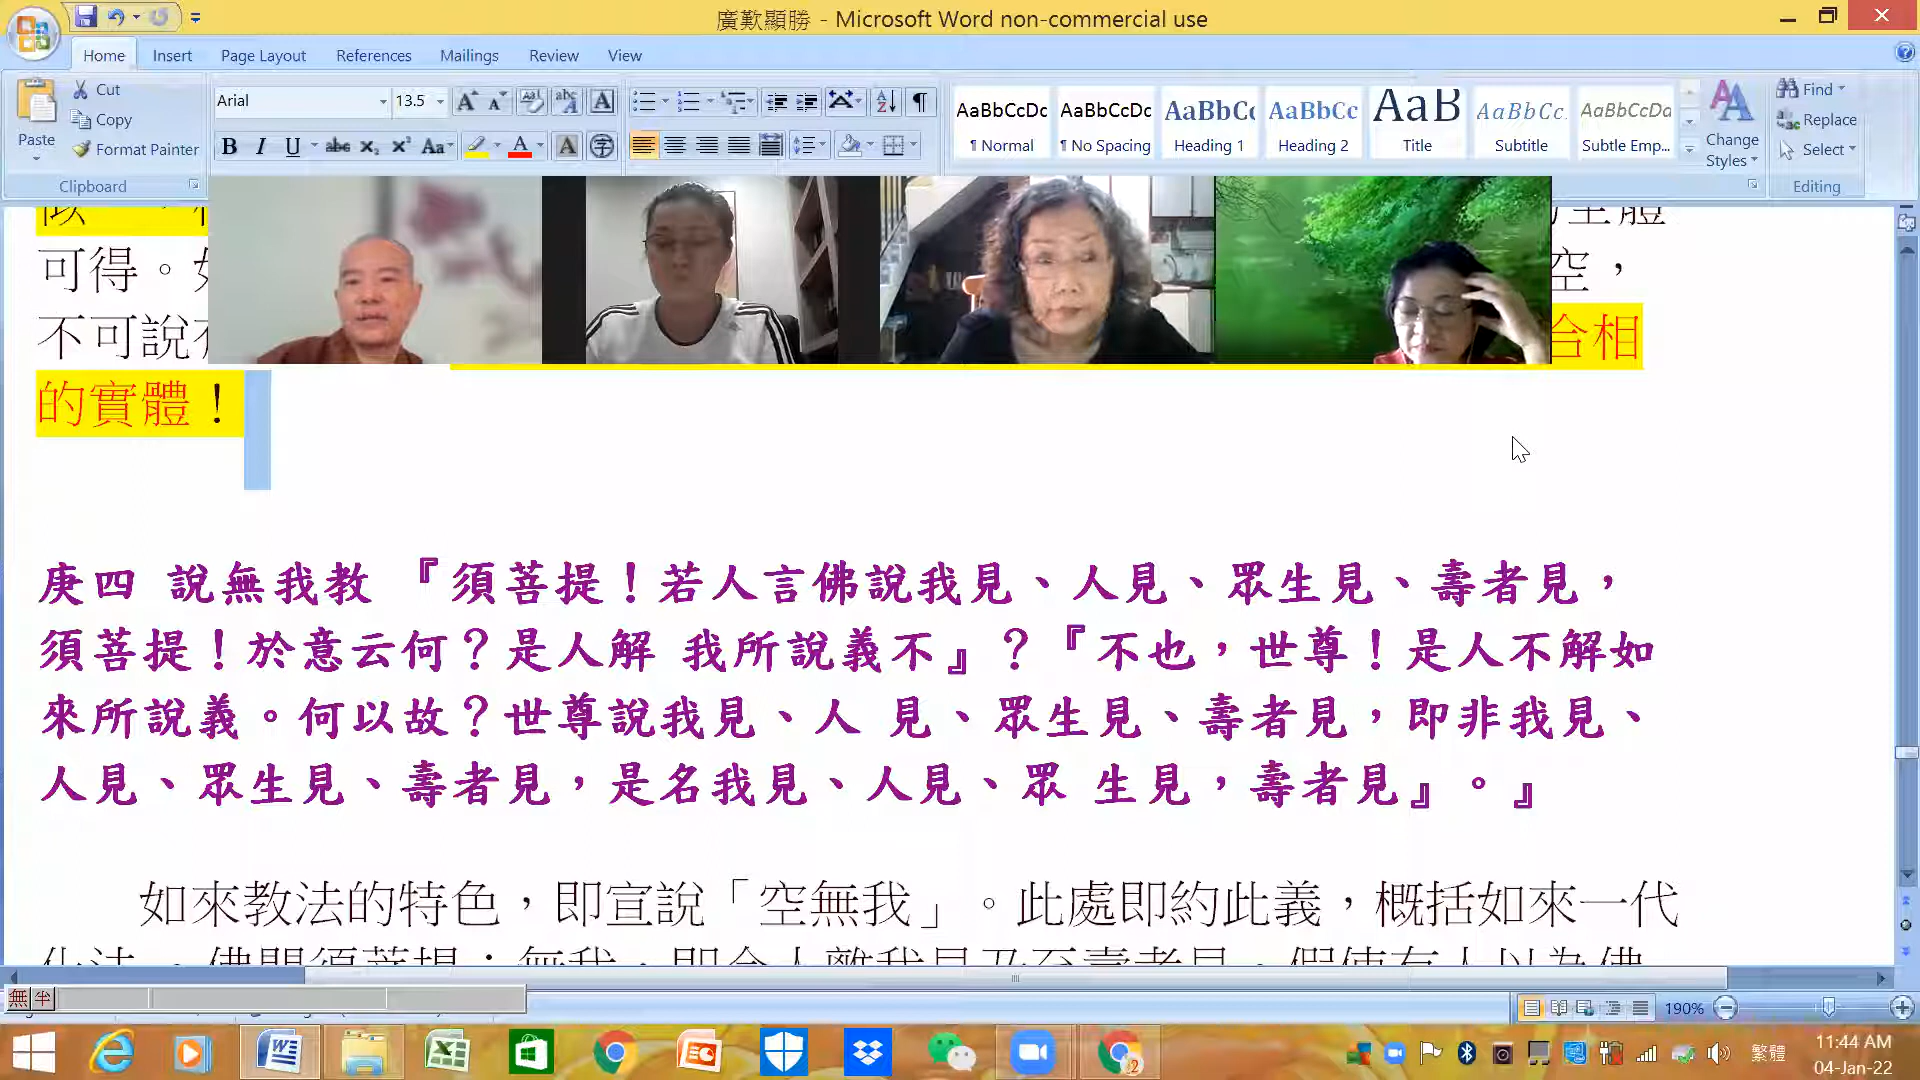 廣歎顯勝 - Microsoft Word non-commercial use
Home Insert Page Layout References Mailings Review View
Cut
Copy
Format Painter
Paste
Clipboard
Arial 13.5
AaBbCcDc AaBbCcDc AaBbCc AaBbCc AaB AaBbCc. AaBbCcDa
¶ Normal ¶ No Spacing Heading 1 Heading 2 Title Subtitle Subtle Emp...
Change Styles
Find
Replace
Select
Editing
可得。 空，
不可說 合相
的實體！
庚四 說無我教 『須菩提！若人言佛說我見、人見、眾生見、壽者見，
須菩提！於意云何？是人解 我所說義不』？『不也，世尊！是人不解如
來所說義。何以故？世尊說我見、人 見、眾生見、壽者見，即非我見、
人見、眾生見、壽者見，是名我見、人見、眾 生見，壽者見』。』
如來教法的特色，即宣說「空無我」。此處即約此義，概括如來一代
無 半
190%
繁體
11:44 AM
04-Jan-22